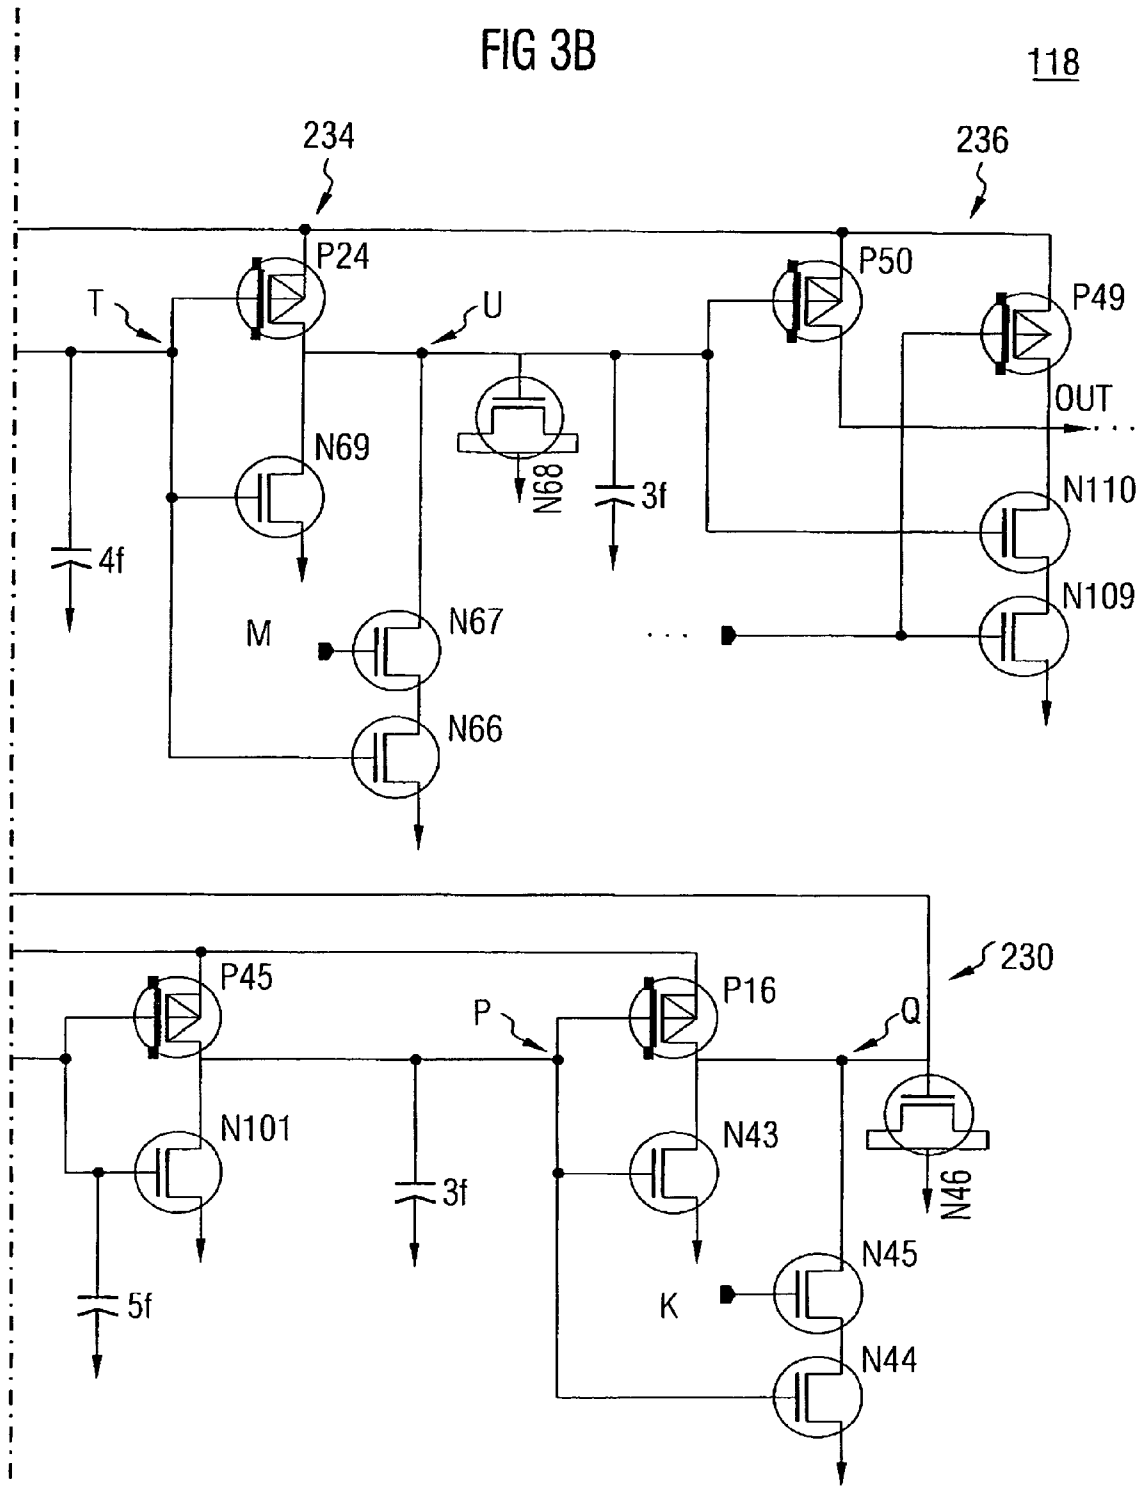 FIG 3B
118
234
236
P24
P50
P49
T
U
OUT
N69
N68
3f
N110
4f
N109
M
N67
N66
P45
P16
230
P
Q
N101
N43
3f
N46
N45
5f
K
N44